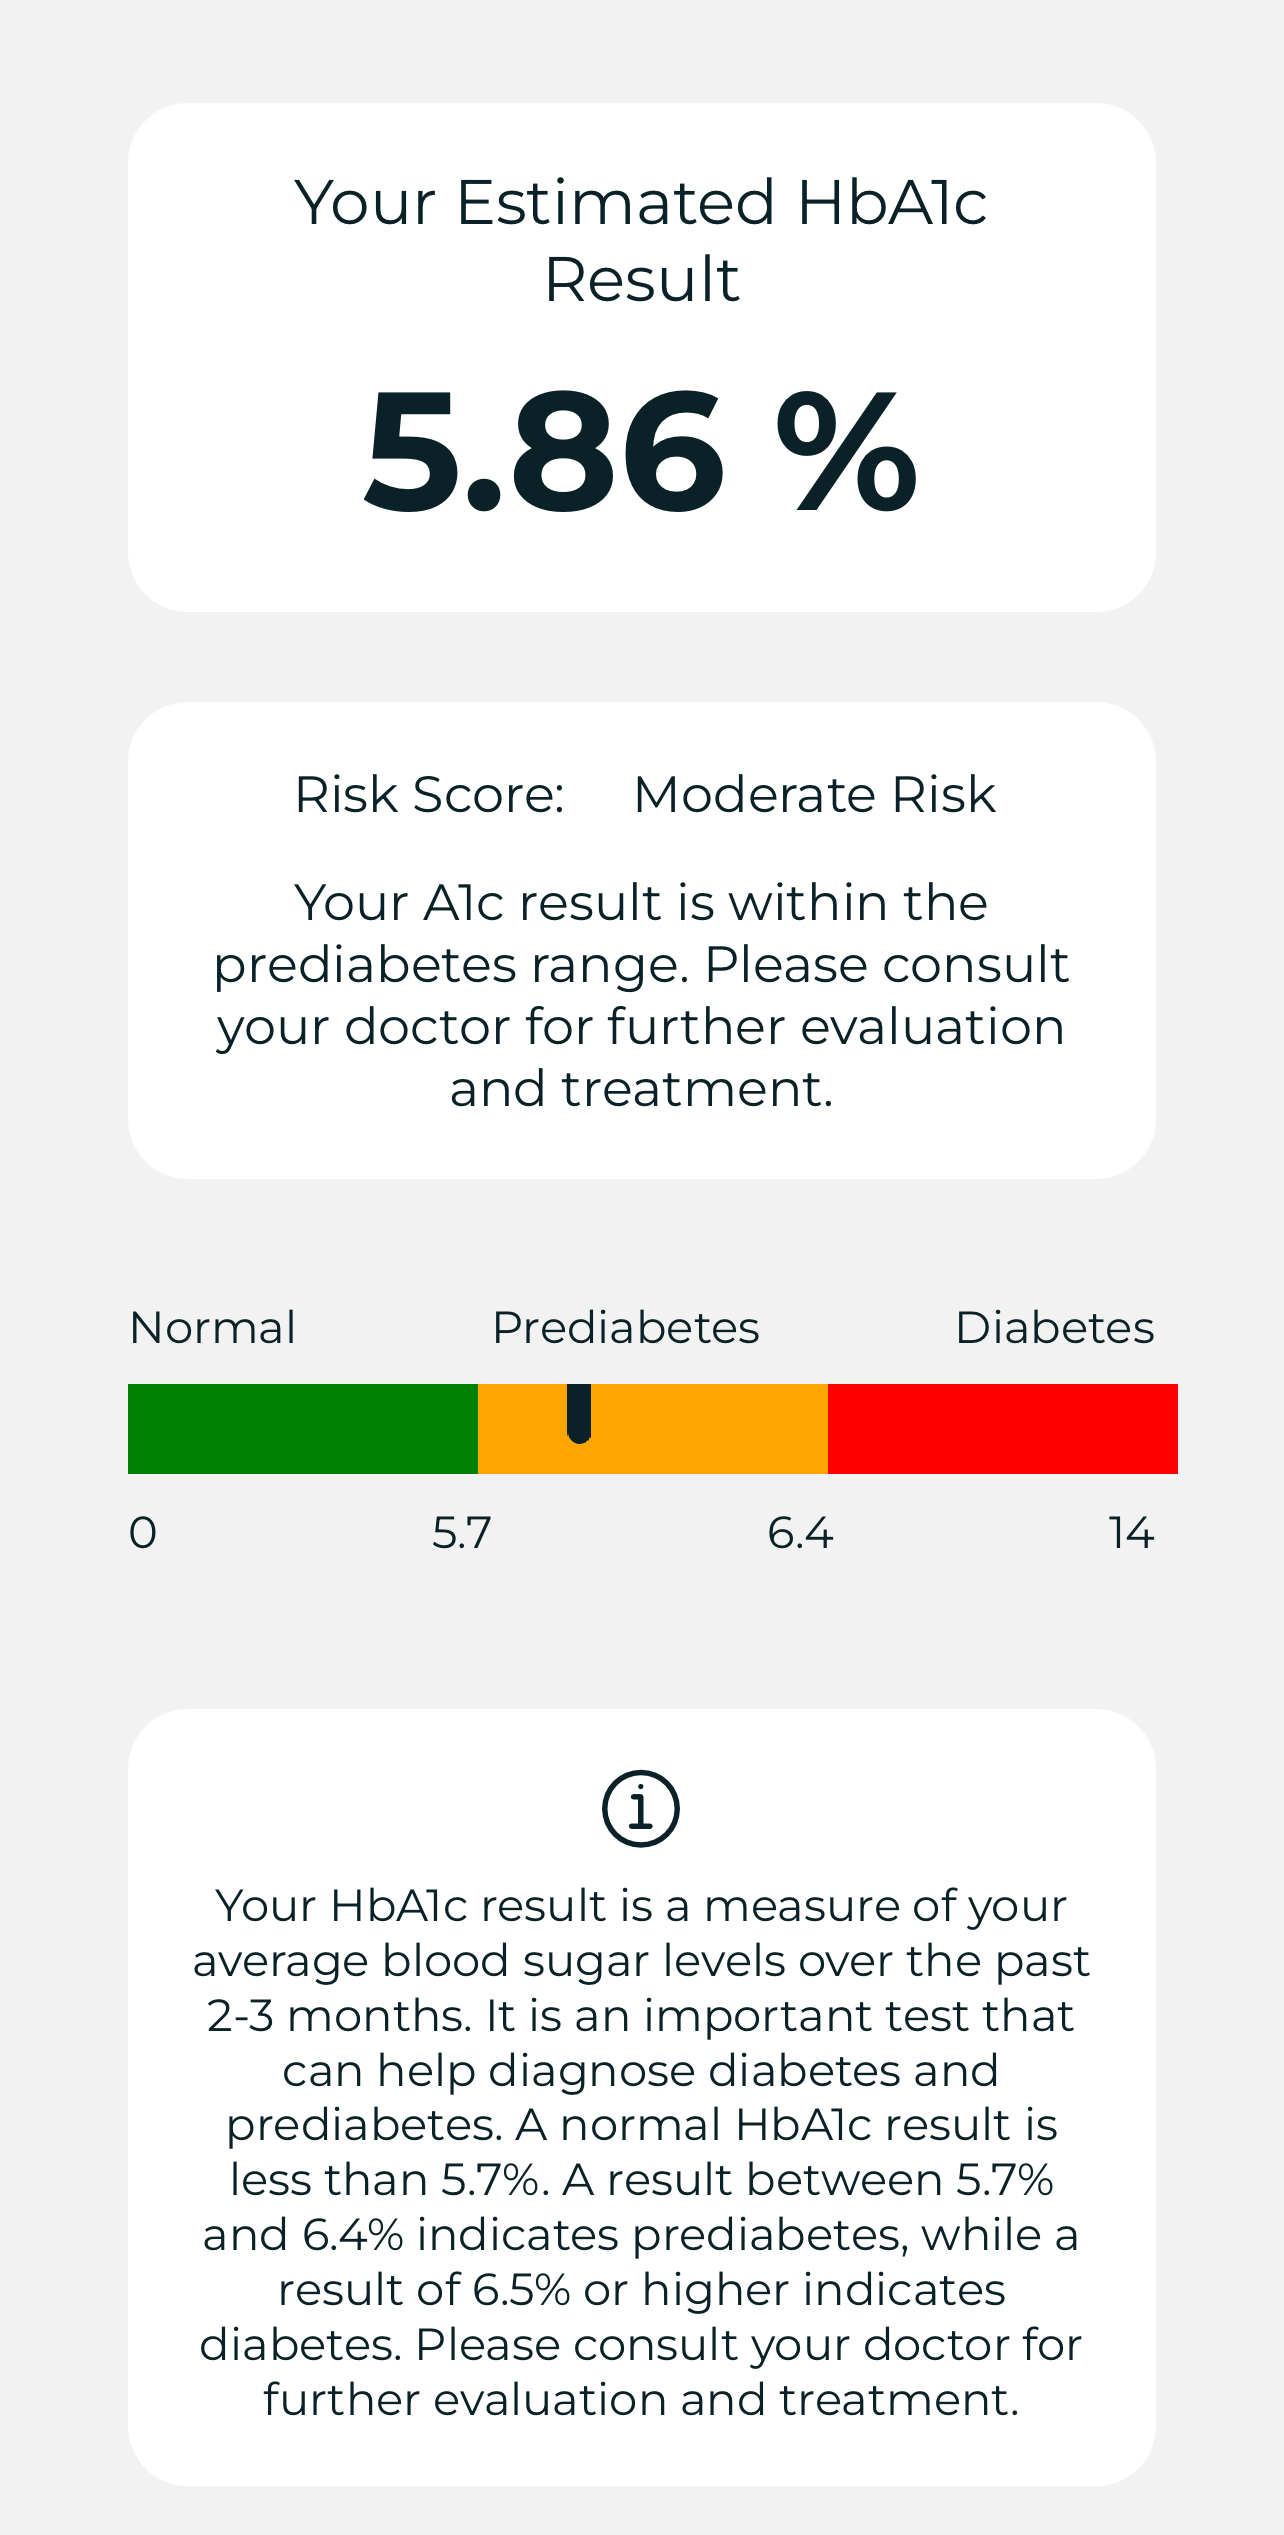 Your Estimated HbA1c
Result
5.86 %
Risk Score: Moderate Risk
Your A1c result is within the
prediabetes range. Please consult
your doctor for further evaluation
and treatment.
Normal Prediabetes Diabetes
0 5.7 6.4 14
Your HbA1c result is a measure of your
average blood sugar levels over the past
2-3 months. It is an important test that
can help diagnose diabetes and
prediabetes. A normal HbA1c result is
less than 5.7%. A result between 5.7%
and 6.4% indicates prediabetes, while a
result of 6.5% or higher indicates
diabetes. Please consult your doctor for
further evaluation and treatment.